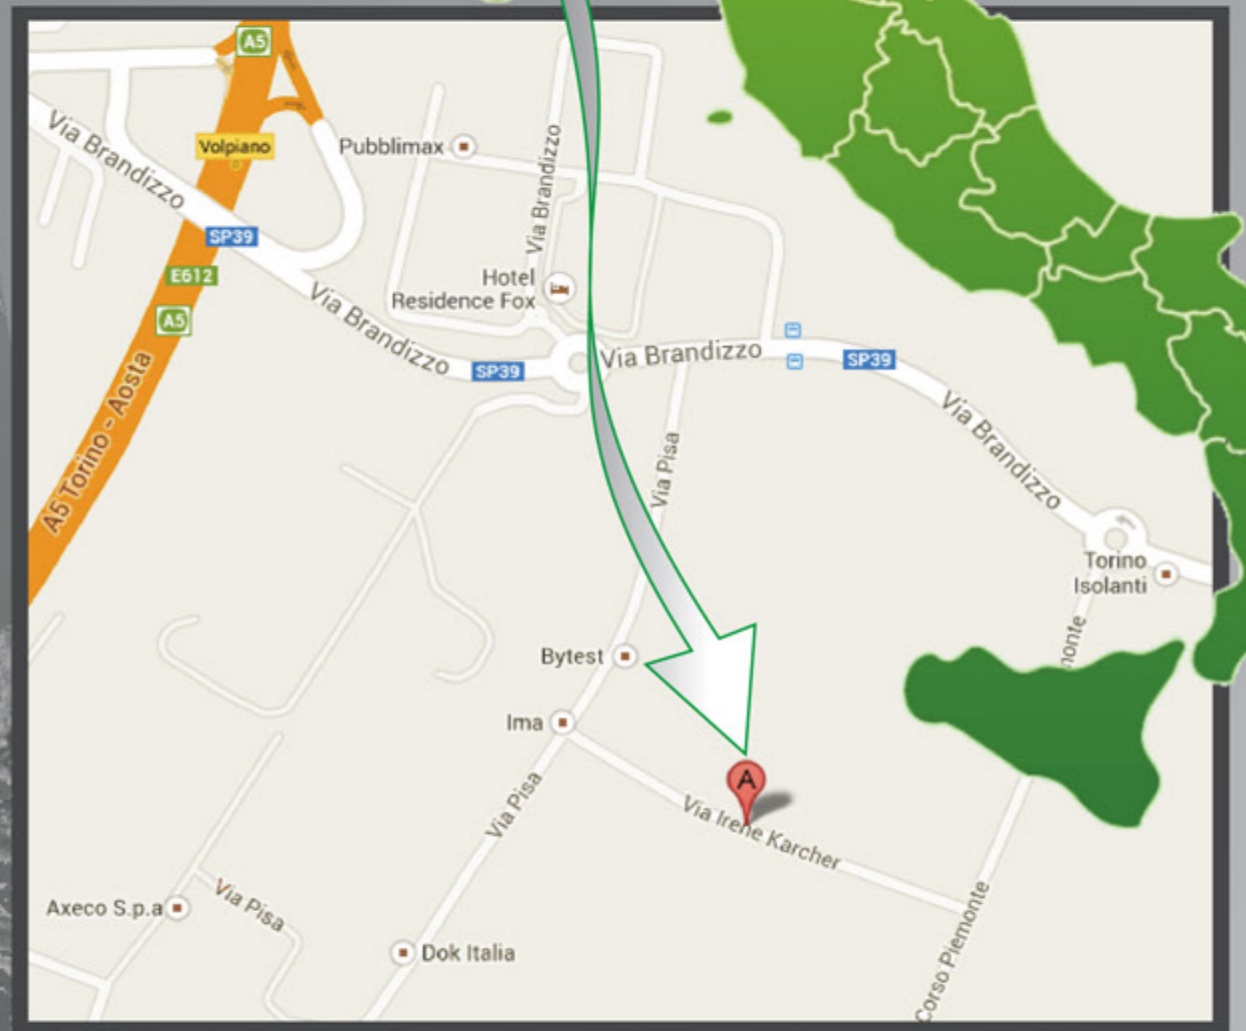 A5
Via Brandizzo
Volpiano
Pubblimax
Via Brandizzo
SP39
E612
A5
Hotel
Residence Fox
Via Brandizzo
SP39
Via Brandizzo
SP39
Via Brandizzo
A5 Torino - Aosta
Via Pisa
Torino
Isolanti
monte
Bytest
Ima
A
Via Pisa
Via Irene Karcher
Axeco S.p.a
Via Pisa
Dok Italia
Corso Piemonte